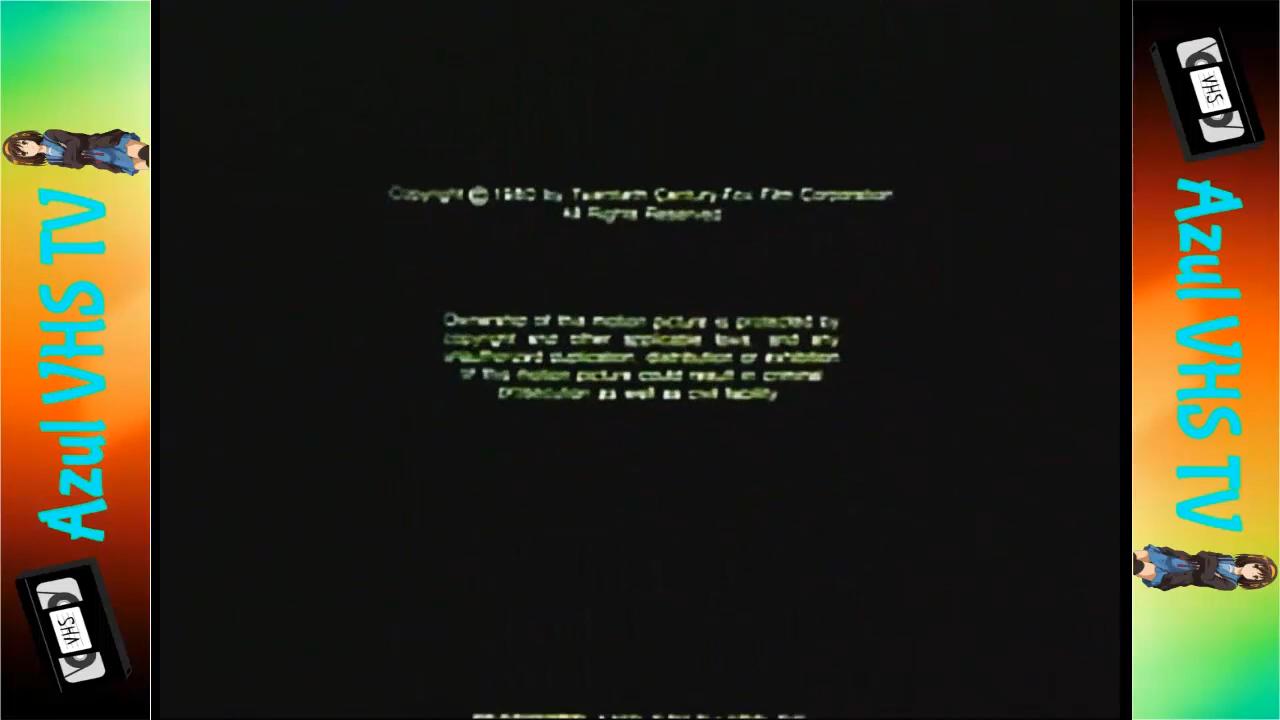 Azul VHS TV
VHS
Copyright © 1980 by Twentieth Century Fox Film Corporation
All Rights Reserved
Ownership of this motion picture is protected by
copyright and other applicable laws, and any
unauthorized duplication, distribution or exhibition
of this motion picture could result in criminal
prosecution as well as civil
VHS
Azul VHS TV